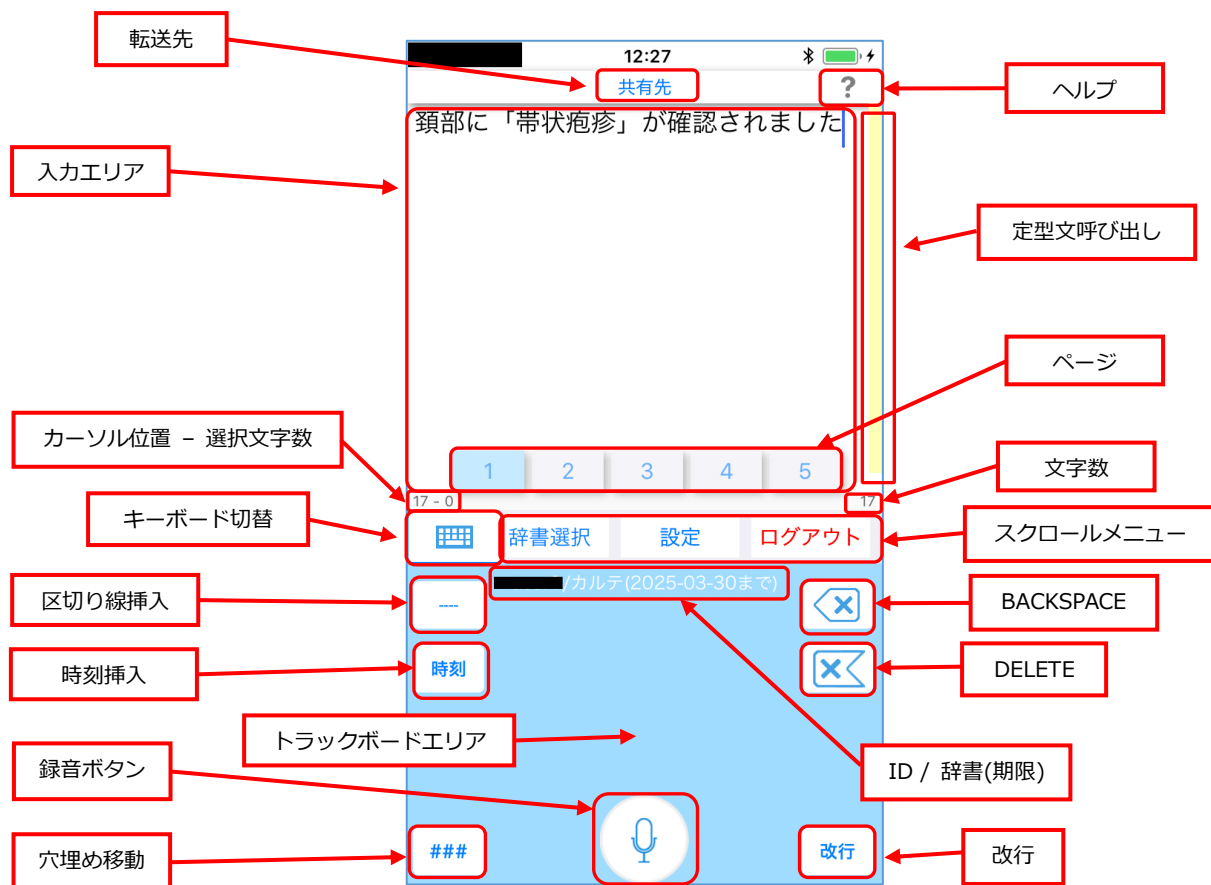 転送先
12:27
共有先
?
ヘルプ
頚部に「帯状疱疹」が確認されました
入力エリア
定型文呼び出し
ページ
カーソル位置 – 選択文字数
1 2 3 4 5
文字数
17 - 0
17
キーボード切替
辞書選択 設定 ログアウト
スクロールメニュー
/カルテ(2025-03-30まで)
区切り線挿入
----
BACKSPACE
時刻挿入
時刻
DELETE
トラックボードエリア
録音ボタン
ID / 辞書(期限)
穴埋め移動
###
改行
改行